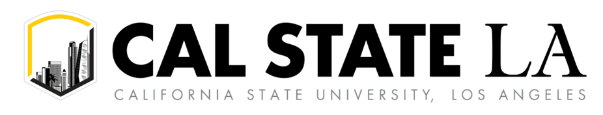 CAL STATE LA
CALIFORNIA STATE UNIVERSITY, LOS ANGELES